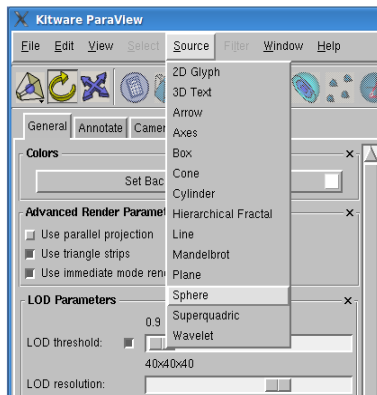 Kitware ParaView
File Edit View Select Source Filter Window Help
2D Glyph
3D Text
Arrow
Axes
Box
Cone
Cylinder
Hierarchical Fractal
Line
Mandelbrot
Plane
Sphere
Superquadric
Wavelet
General Annotate Camer
Colors
Set Bac
Advanced Render Paramet
Use parallel projection
Use triangle strips
Use immediate mode ren
LOD Parameters
0.9
LOD threshold:
40x40x40
LOD resolution: